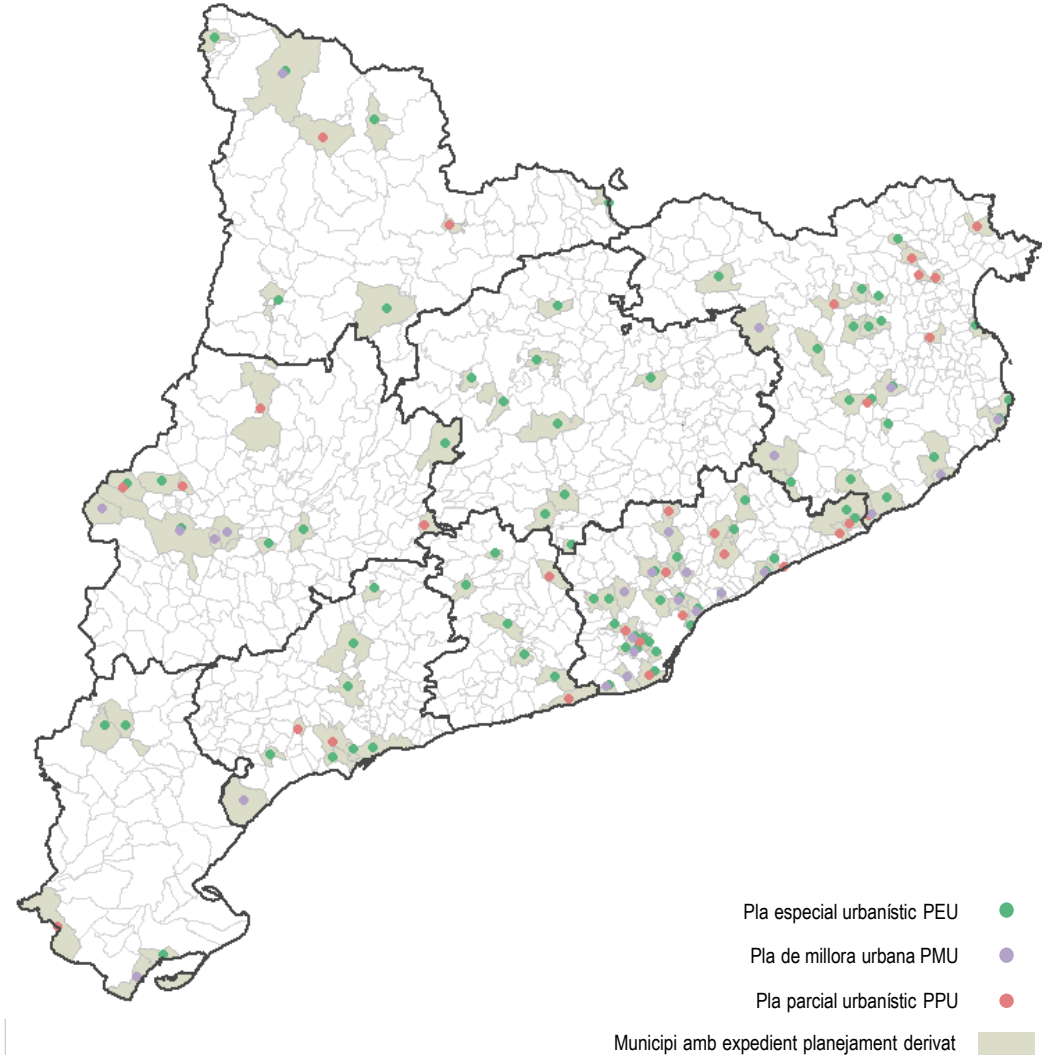 Pla especial urbanístic PEU
Pla de millora urbana PMU
Pla parcial urbanístic PPU
Municipi amb expedient planejament derivat